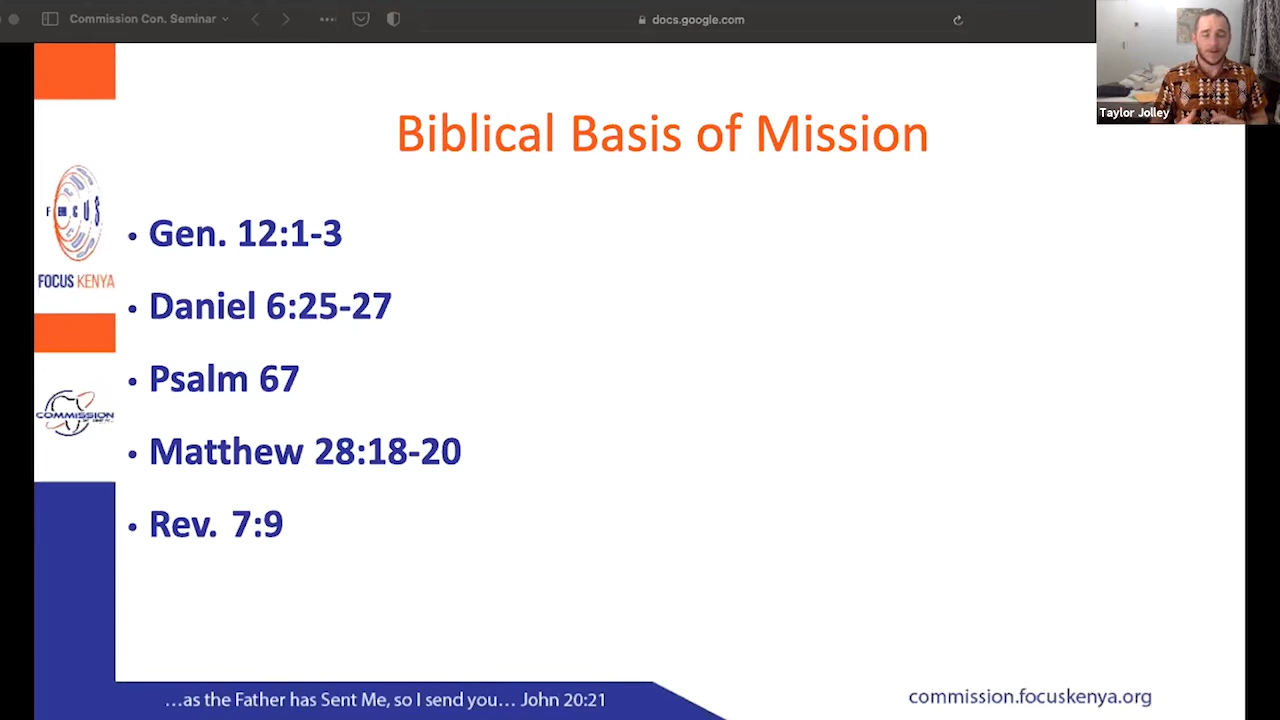 Commission Con. Seminar
docs.google.com
Taylor Jolley
Biblical Basis of Mission
• Gen. 12:1-3
• Daniel 6:25-27
• Psalm 67
• Matthew 28:18-20
• Rev. 7:9
FOCUS
FOCUS KENYA
COMMISSION
…as the Father has Sent Me, so I send you… John 20:21
commission.focuskenya.org